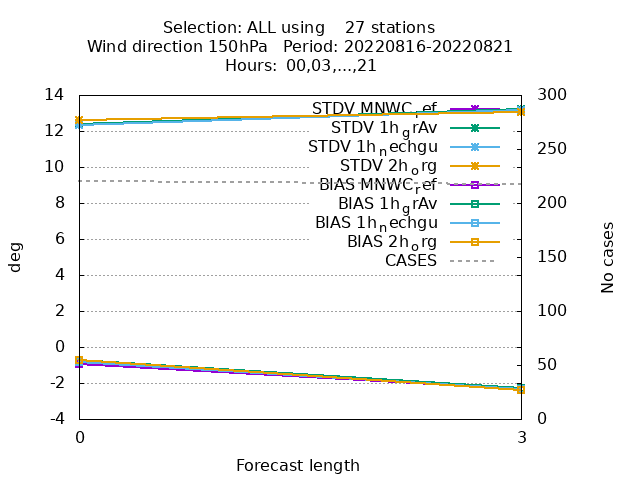 Selection: ALL using    27 stations
Wind direction 150hPa   Period: 20220816-20220821
Hours:  00,03,...,21
14
12
10
8
6
4
2
0
-2
-4
300
250
200
150
100
50
0
deg
No cases
STDV MNWC_ref
STDV 1h_grAv
STDV 1h_nechgu
STDV 2h_org
BIAS MNWC_ref
BIAS 1h_grAv
BIAS 1h_nechgu
BIAS 2h_org
CASES
0
3
Forecast length